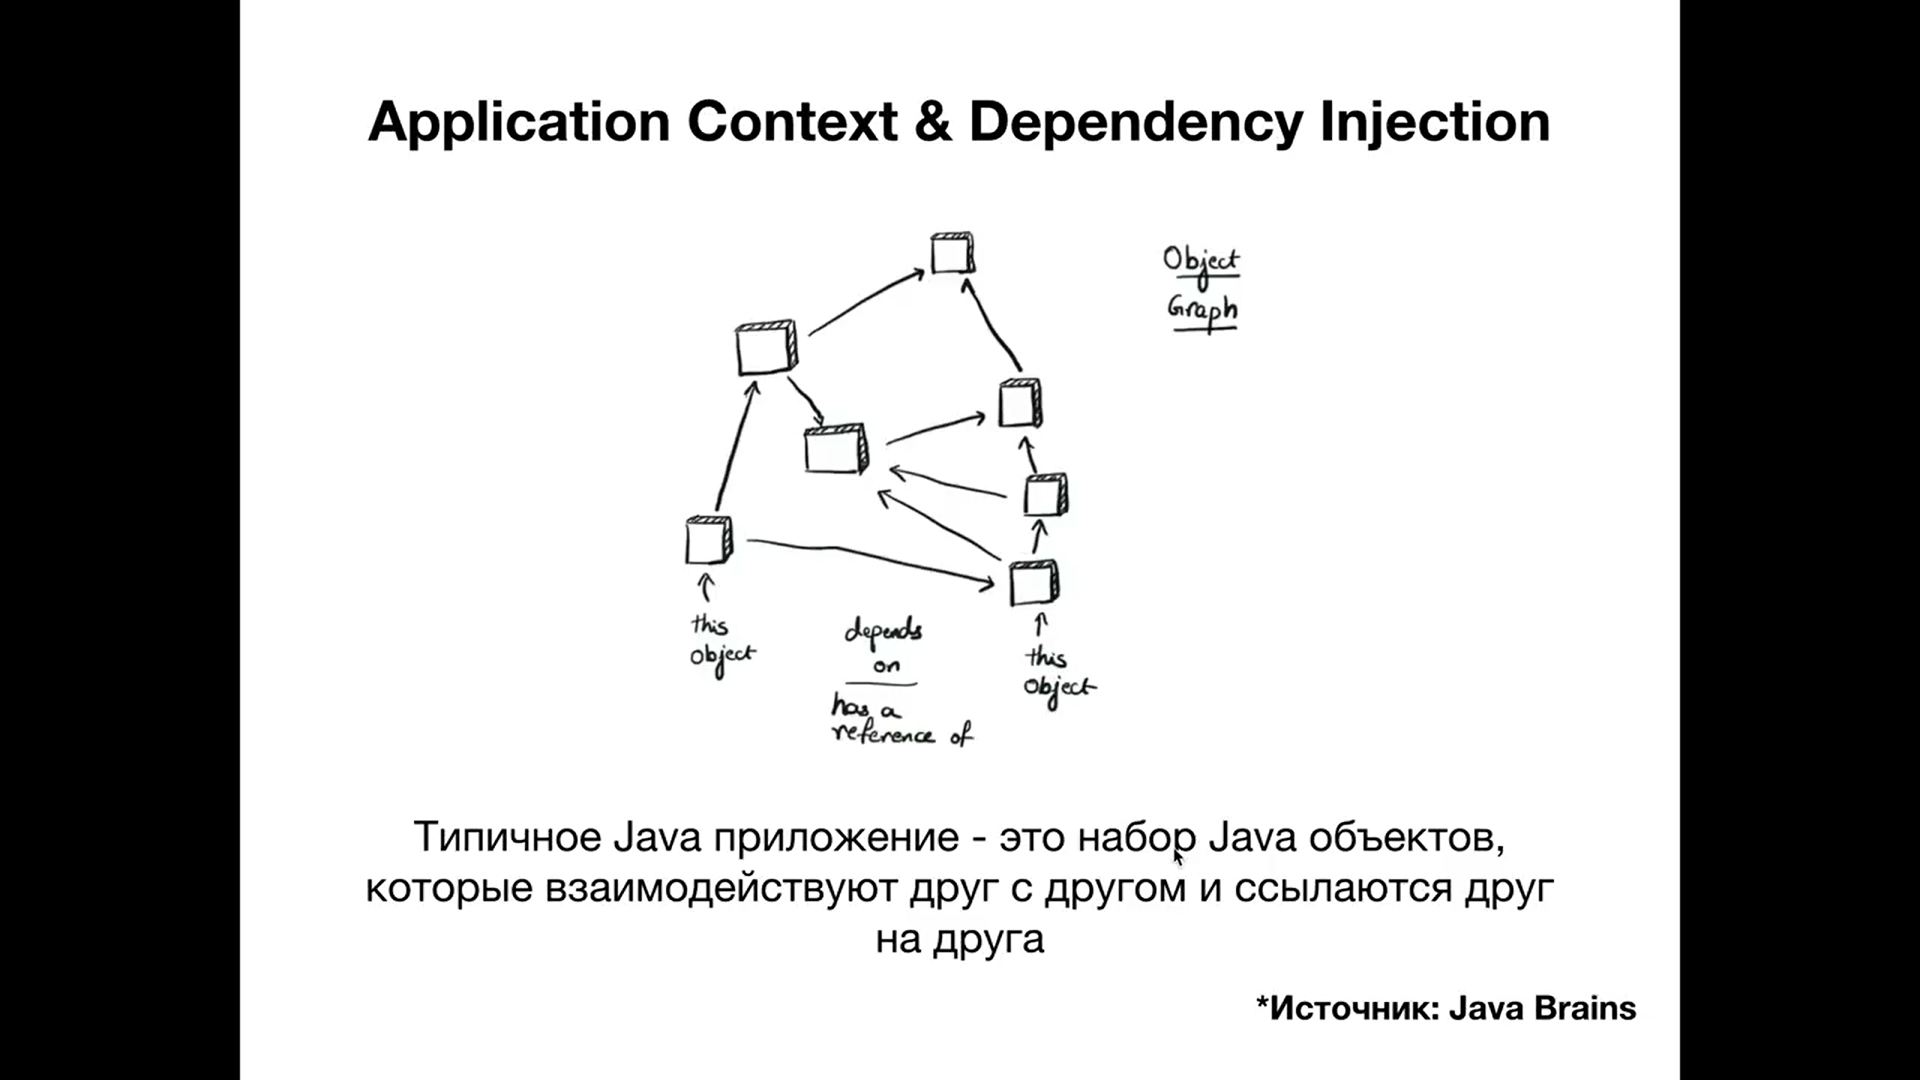 Application Context & Dependency Injection
Object
Graph
this
object
depends
on
has a
reference of
this
object
Типичное Java приложение - это набор Java объектов,
которые взаимодействуют друг с другом и ссылаются друг
на друга
*Источник: Java Brains